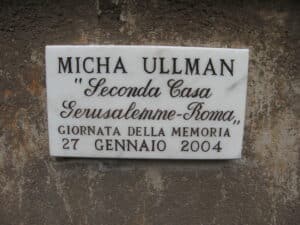 MICHA ULLMAN
"Seconda Casa
Gerusalemme-Roma„
GIORNATA DELLA MEMORIA
27 GENNAIO 2004